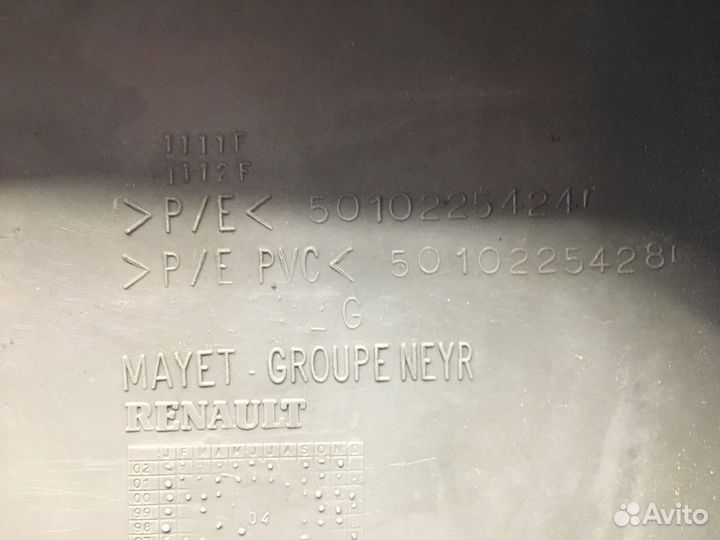 1111F
1112F
>P/E< 5010225424
>P/E PVC< 5010225428
G
MAYET - GROUPE NEYR
RENAULT
J F M A M J J A S O N D
02
01
00
99
98
04
Avito